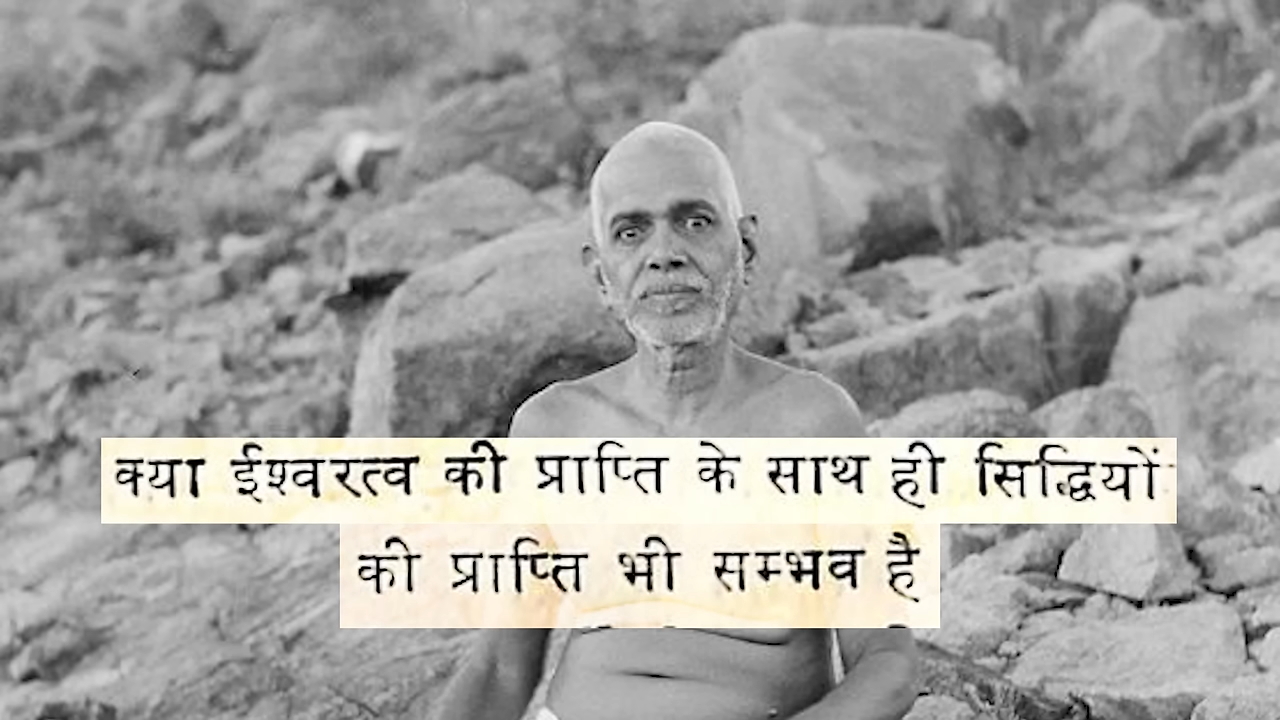 क्या ईश्वरत्व की प्राप्ति के साथ ही सिद्धियों
की प्राप्ति भी सम्भव है